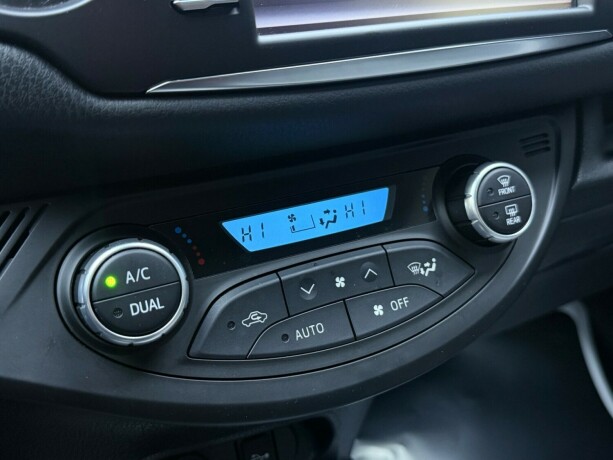 HI HI
FRONT
REAR
A/C
DUAL
AUTO
OFF